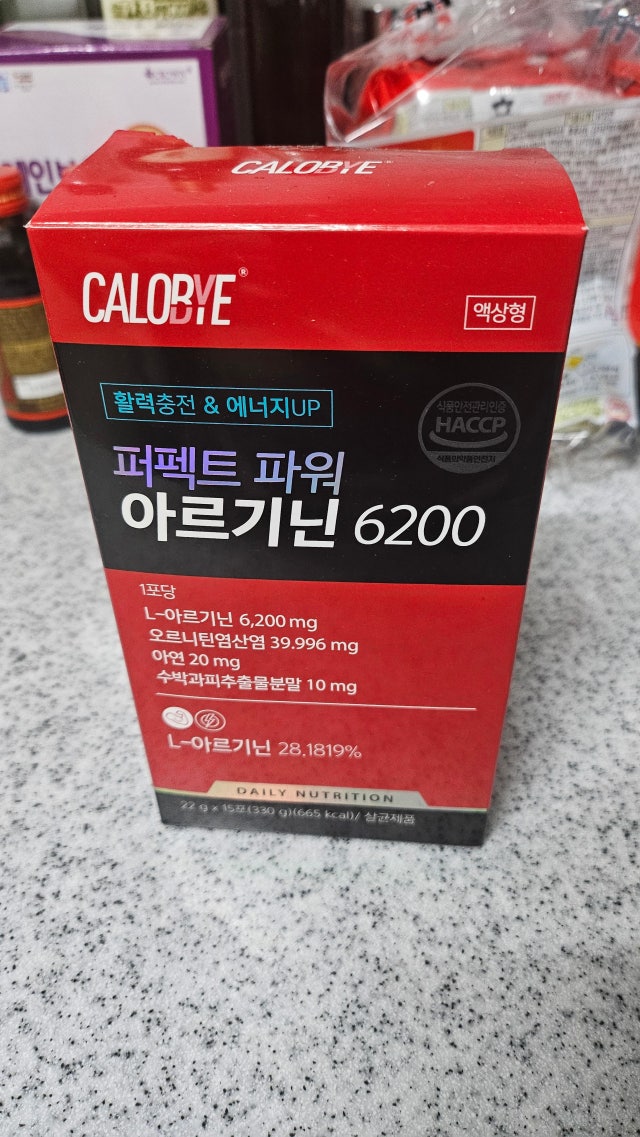 CALOBYE
CALOBYE®
액상형
활력충전 & 에너지UP
식품안전관리인증
HACCP
식품의약품안전처
퍼펙트 파워
아르기닌 6200
1포당
L-아르기닌 6,200 mg
오르니틴염산염 39.996 mg
아연 20 mg
수박과피추출물분말 10 mg
L-아르기닌 28.1819%
DAILY NUTRITION
22 g x 15포(330 g)(665 kcal)/ 살균제품